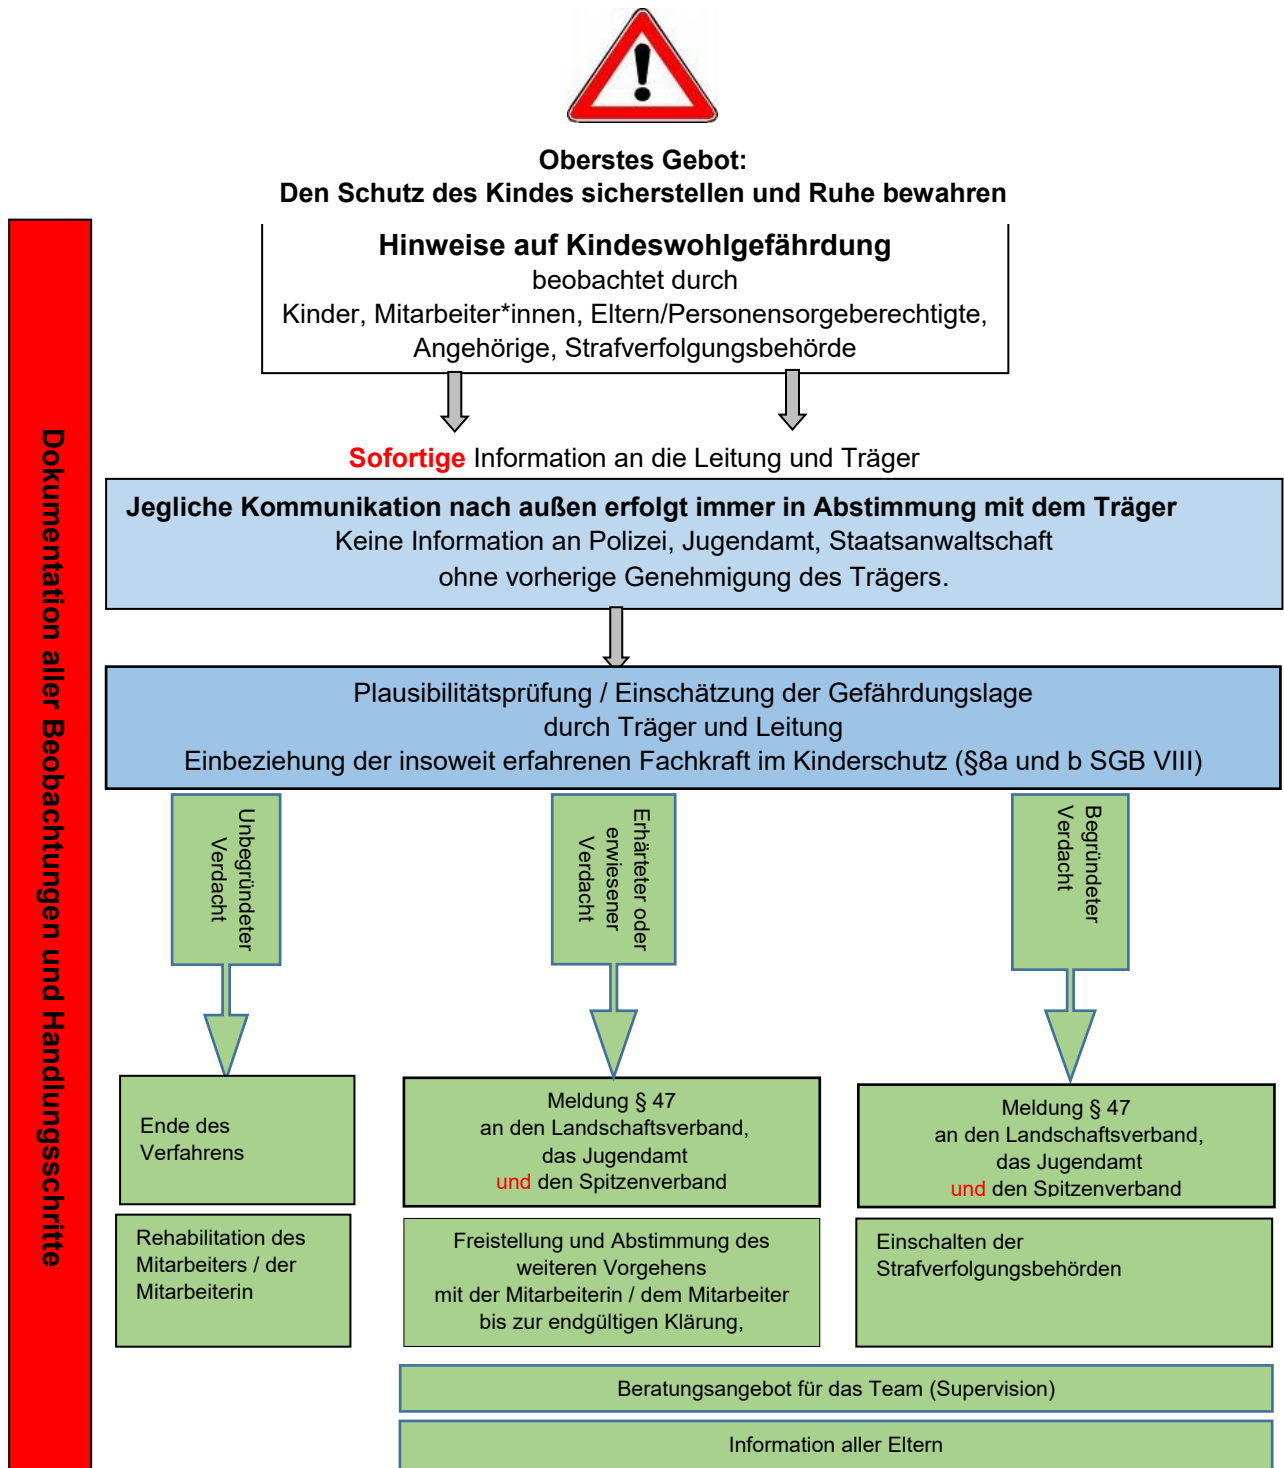 Oberstes Gebot:
Den Schutz des Kindes sicherstellen und Ruhe bewahren
Dokumentation aller Beobachtungen und Handlungsschritte
Hinweise auf Kindeswohlgefährdung
beobachtet durch
Kinder, Mitarbeiter*innen, Eltern/Personensorgeberechtigte,
Angehörige, Strafverfolgungsbehörde
Sofortige Information an die Leitung und Träger
Jegliche Kommunikation nach außen erfolgt immer in Abstimmung mit dem Träger
Keine Information an Polizei, Jugendamt, Staatsanwaltschaft
ohne vorherige Genehmigung des Trägers.
Plausibilitätsprüfung / Einschätzung der Gefährdungslage
durch Träger und Leitung
Einbeziehung der insoweit erfahrenen Fachkraft im Kinderschutz (§8a und b SGB VIII)
Unbegründeter
Verdacht
Erhärteter oder
erwiesener
Verdacht
Begründeter
Verdacht
Ende des
Verfahrens
Meldung § 47
an den Landschaftsverband,
das Jugendamt
und den Spitzenverband
Meldung § 47
an den Landschaftsverband,
das Jugendamt
und den Spitzenverband
Rehabilitation des
Mitarbeiters / der
Mitarbeiterin
Freistellung und Abstimmung des
weiteren Vorgehens
mit der Mitarbeiterin / dem Mitarbeiter
bis zur endgültigen Klärung,
Einschalten der
Strafverfolgungsbehörden
Beratungsangebot für das Team (Supervision)
Information aller Eltern